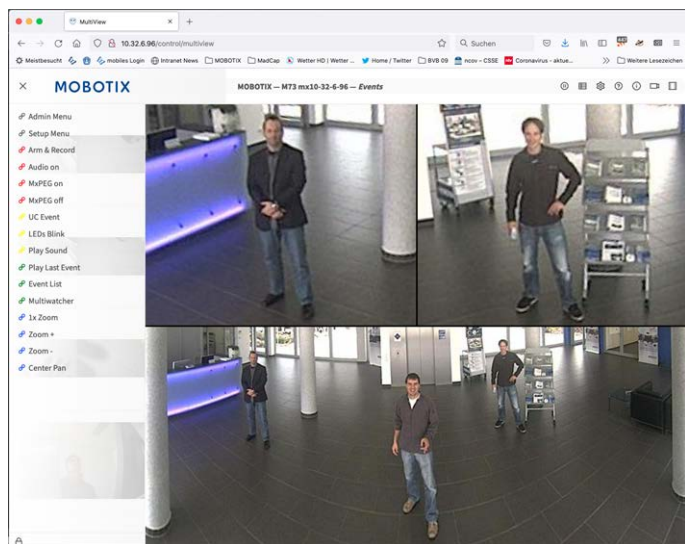 MultiView
10.32.6.96/control/multiview
Suchen
Meistbesucht mobiles Login Intranet News MOBOTIX MadCap Wetter HD | Wetter ... Home / Twitter BVB 09 ncov – CSSE Coronavirus - aktue... Weitere Lesezeichen
MOBOTIX
MOBOTIX — M73 mx10-32-6-96 — Events
Admin Menu
Setup Menu
Arm & Record
Audio on
MxPEG on
MxPEG off
UC Event
LEDs Blink
Play Sound
Play Last Event
Event List
Multiwatcher
1x Zoom
Zoom +
Zoom -
Center Pan